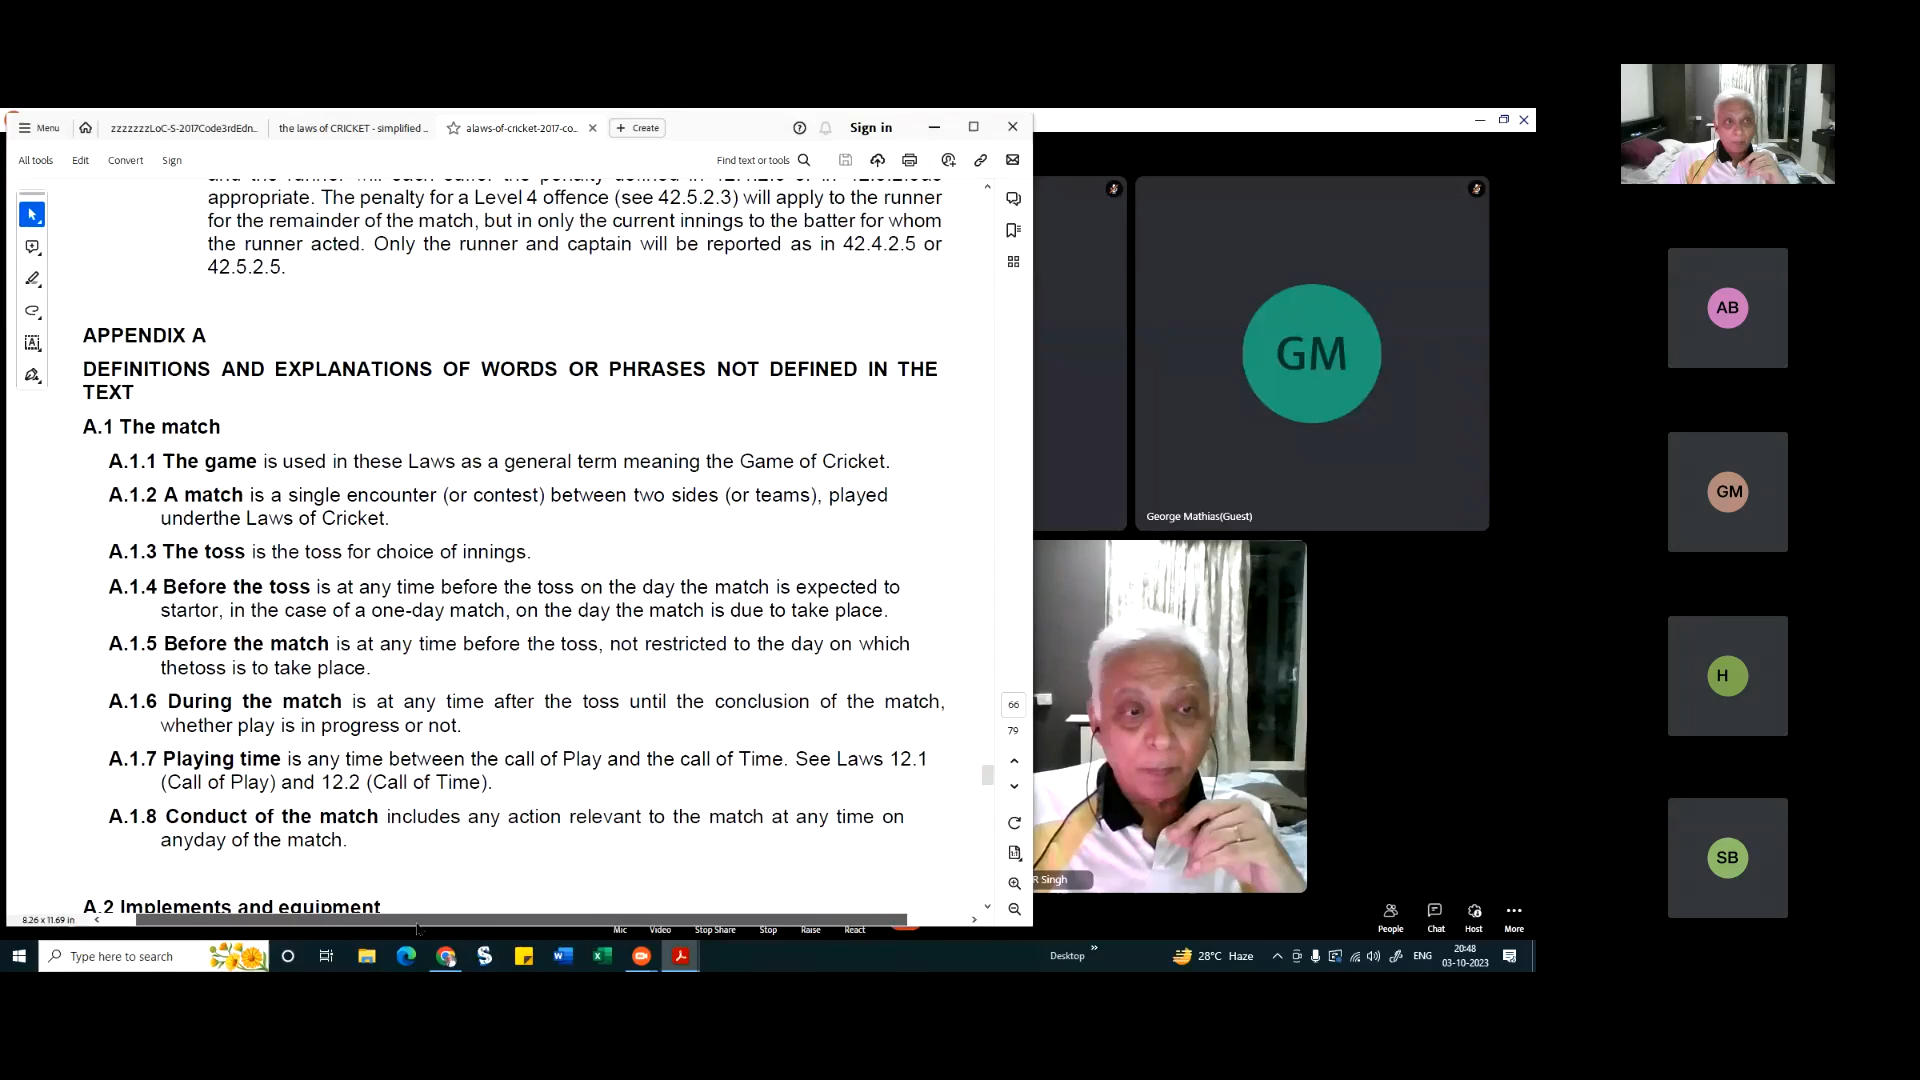 Menu
zzzzzzzLoC-S-2017Code3rdEdn...
the laws of CRICKET - simplified ...
alaws-of-cricket-2017-co...
Create
Sign in
All tools
Edit
Convert
Sign
Find text or tools
appropriate. The penalty for a Level 4 offence (see 42.5.2.3) will apply to the runner
for the remainder of the match, but in only the current innings to the batter for whom
the runner acted. Only the runner and captain will be reported as in 42.4.2.5 or
42.5.2.5.
APPENDIX A
DEFINITIONS AND EXPLANATIONS OF WORDS OR PHRASES NOT DEFINED IN THE
TEXT
A.1 The match
A.1.1 The game is used in these Laws as a general term meaning the Game of Cricket.
A.1.2 A match is a single encounter (or contest) between two sides (or teams), played
underthe Laws of Cricket.
A.1.3 The toss is the toss for choice of innings.
A.1.4 Before the toss is at any time before the toss on the day the match is expected to
startor, in the case of a one-day match, on the day the match is due to take place.
A.1.5 Before the match is at any time before the toss, not restricted to the day on which
thetoss is to take place.
A.1.6 During the match is at any time after the toss until the conclusion of the match,
whether play is in progress or not.
A.1.7 Playing time is any time between the call of Play and the call of Time. See Laws 12.1
(Call of Play) and 12.2 (Call of Time).
A.1.8 Conduct of the match includes any action relevant to the match at any time on
anyday of the match.
A.2 Implements and equipment
8.26 x 11.69 in
66
79
GM
George Mathias(Guest)
R Singh
AB
GM
H
SB
Mic
Video
Stop Share
Stop
Raise
React
People
Chat
Host
More
Type here to search
Desktop
28°C Haze
ENG
20:48
03-10-2023